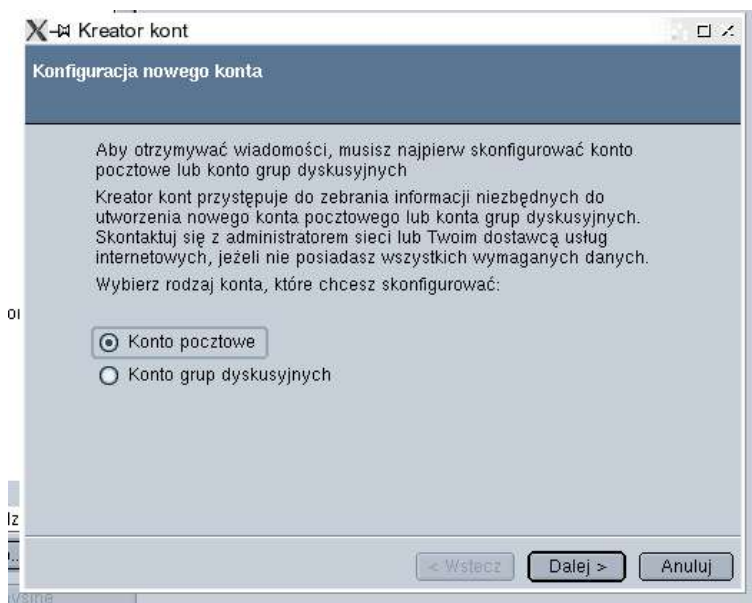 Kreator kont
Konfiguracja nowego konta
Aby otrzymywać wiadomości, musisz najpierw skonfigurować konto
pocztowe lub konto grup dyskusyjnych
Kreator kont przystępuje do zebrania informacji niezbędnych do
utworzenia nowego konta pocztowego lub konta grup dyskusyjnych.
Skontaktuj się z administratorem sieci lub Twoim dostawcą usług
internetowych, jeżeli nie posiadasz wszystkich wymaganych danych.
Wybierz rodzaj konta, które chcesz skonfigurować:
Konto pocztowe
Konto grup dyskusyjnych
< Wstecz
Dalej >
Anuluj